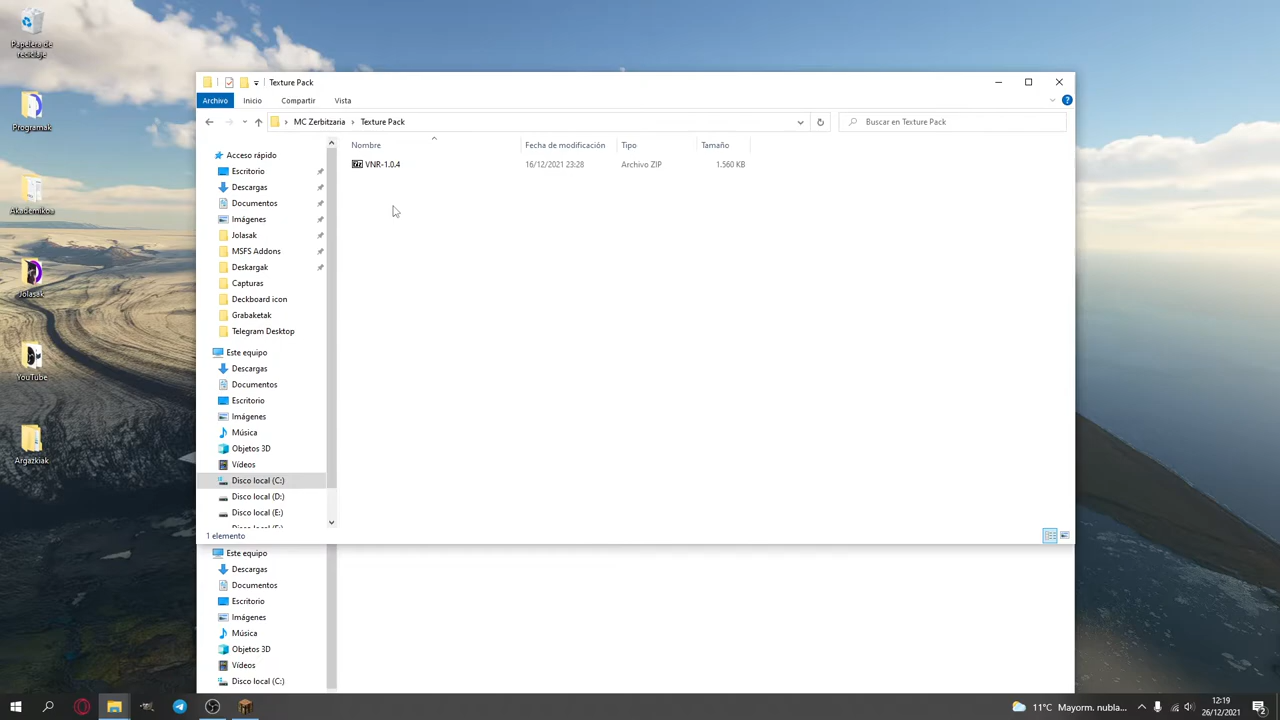 Papelera de
reciclaje
Programak
Akademikoa
Jolasak
YouTube
Argazkiak
Texture Pack
Archivo
Inicio
Compartir
Vista
MC Zerbitzaria
Texture Pack
Buscar en Texture Pack
Nombre
Fecha de modificación
Tipo
Tamaño
VNR-1.0.4
16/12/2021 23:28
Archivo ZIP
1.560 KB
Acceso rápido
Escritorio
Descargas
Documentos
Imágenes
Jolasak
MSFS Addons
Deskargak
Capturas
Deckboard icon
Grabaketak
Telegram Desktop
Este equipo
Descargas
Documentos
Escritorio
Imágenes
Música
Objetos 3D
Vídeos
Disco local (C:)
Disco local (D:)
Disco local (E:)
1 elemento
Este equipo
Descargas
Documentos
Escritorio
Imágenes
Música
Objetos 3D
Vídeos
Disco local (C:)
11°C Mayorm. nubla...
12:19
26/12/2021